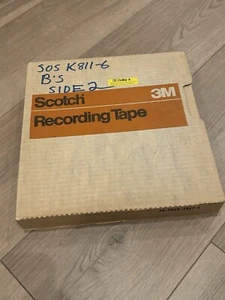 SOS K811-6
B's
SIDE 2
Scotch
3M
Recording Tape